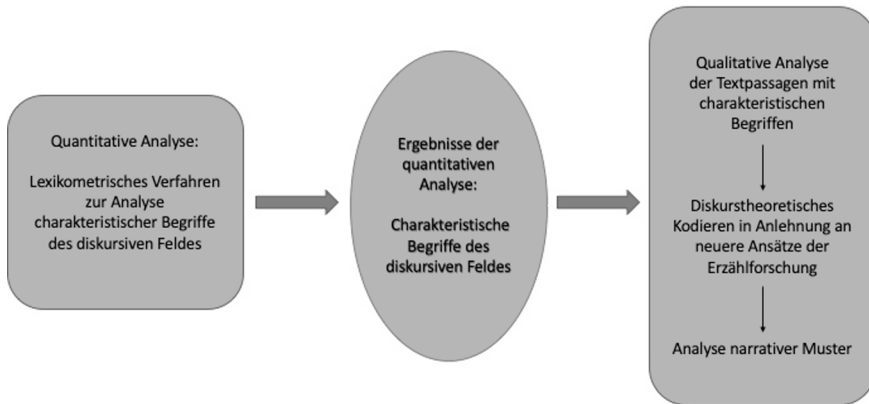 Quantitative Analyse:
Lexikometrisches Verfahren
zur Analyse
charakteristischer Begriffe
des diskursiven Feldes
Ergebnisse der
quantitativen
Analyse:
Charakteristische
Begriffe des
diskursiven Feldes
Qualitative Analyse
der Textpassagen mit
charakteristischen
Begriffen
Diskurstheoretisches
Kodieren in Anlehnung an
neuere Ansätze der
Erzählforschung
Analyse narrativer Muster